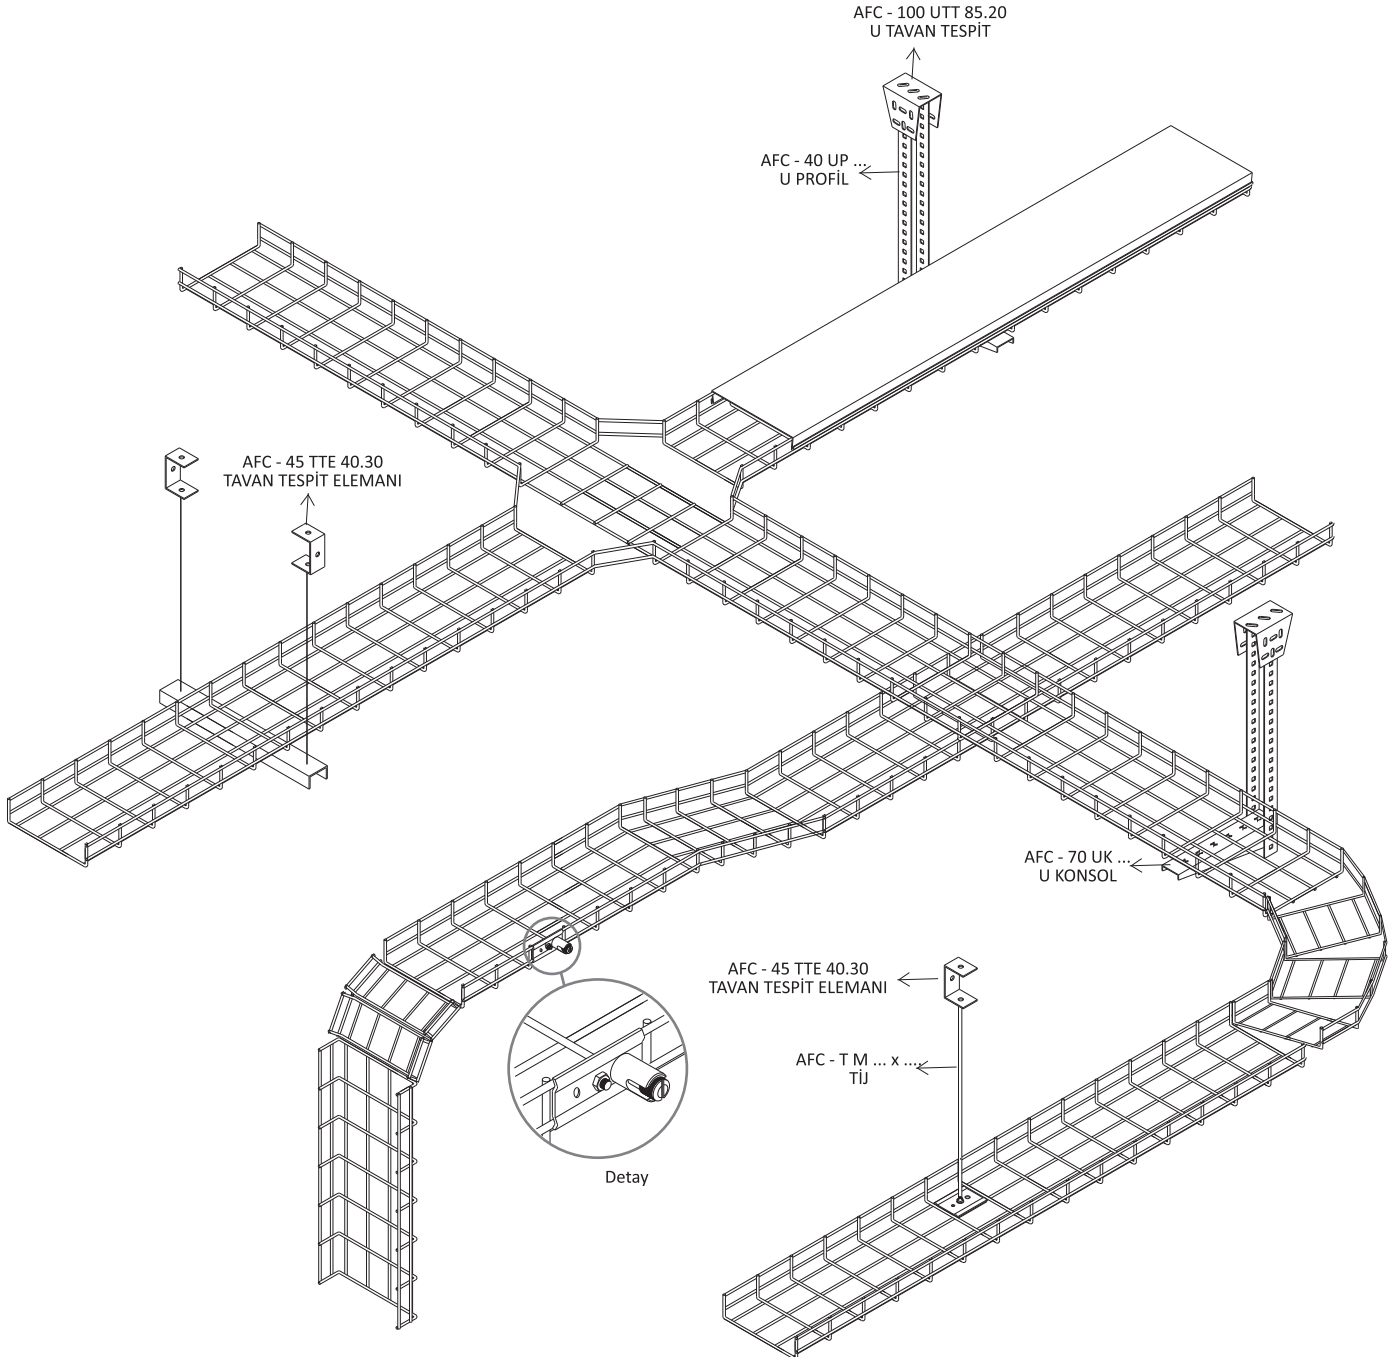 AFC - 100 UTT 85.20
U TAVAN TESPİT
AFC - 40 UP ...
U PROFİL
AFC - 45 TTE 40.30
TAVAN TESPİT ELEMANI
AFC - 70 UK ...
U KONSOL
AFC - 45 TTE 40.30
TAVAN TESPİT ELEMANI
AFC - T M ... x ....
TİJ
Detay